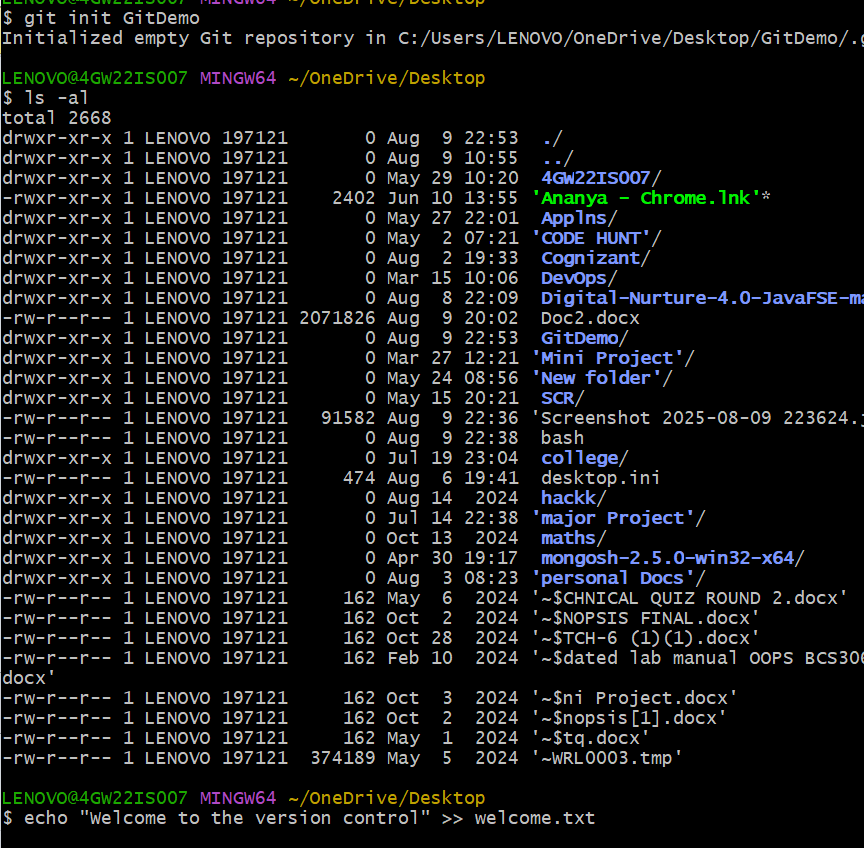 LENOVO@4GW22IS007 MINGW64 ~/OneDrive/Desktop
$ git init GitDemo
Initialized empty Git repository in C:/Users/LENOVO/OneDrive/Desktop/GitDemo/.g
LENOVO@4GW22IS007 MINGW64 ~/OneDrive/Desktop
$ ls -al
total 2668
drwxr-xr-x 1 LENOVO 197121       0 Aug  9 22:53  ./
drwxr-xr-x 1 LENOVO 197121       0 Aug  9 10:55  ../
drwxr-xr-x 1 LENOVO 197121       0 May 29 10:20  4GW22IS007/
-rwxr-xr-x 1 LENOVO 197121    2402 Jun 10 13:55 'Ananya - Chrome.lnk'*
drwxr-xr-x 1 LENOVO 197121       0 May 27 22:01  Applns/
drwxr-xr-x 1 LENOVO 197121       0 May  2 07:21 'CODE HUNT'/
drwxr-xr-x 1 LENOVO 197121       0 Aug  2 19:33  Cognizant/
drwxr-xr-x 1 LENOVO 197121       0 Mar 15 10:06  DevOps/
drwxr-xr-x 1 LENOVO 197121       0 Aug  8 22:09  Digital-Nurture-4.0-JavaFSE-ma
-rw-r--r-- 1 LENOVO 197121 2071826 Aug  9 20:02  Doc2.docx
drwxr-xr-x 1 LENOVO 197121       0 Aug  9 22:53  GitDemo/
drwxr-xr-x 1 LENOVO 197121       0 Mar 27 12:21 'Mini Project'/
drwxr-xr-x 1 LENOVO 197121       0 May 24 08:56 'New folder'/
drwxr-xr-x 1 LENOVO 197121       0 May 15 20:21  SCR/
-rw-r--r-- 1 LENOVO 197121   91582 Aug  9 22:36 'Screenshot 2025-08-09 223624.j
-rw-r--r-- 1 LENOVO 197121       0 Aug  9 22:38  bash
drwxr-xr-x 1 LENOVO 197121       0 Jul 19 23:04  college/
-rw-r--r-- 1 LENOVO 197121     474 Aug  6 19:41  desktop.ini
drwxr-xr-x 1 LENOVO 197121       0 Aug 14  2024  hackk/
drwxr-xr-x 1 LENOVO 197121       0 Jul 14 22:38 'major Project'/
drwxr-xr-x 1 LENOVO 197121       0 Oct 13  2024  maths/
drwxr-xr-x 1 LENOVO 197121       0 Apr 30 19:17  mongosh-2.5.0-win32-x64/
drwxr-xr-x 1 LENOVO 197121       0 Aug  3 08:23 'personal Docs'/
-rw-r--r-- 1 LENOVO 197121     162 May  6  2024 '~$CHNICAL QUIZ ROUND 2.docx'
-rw-r--r-- 1 LENOVO 197121     162 Oct  2  2024 '~$NOPSIS FINAL.docx'
-rw-r--r-- 1 LENOVO 197121     162 Oct 28  2024 '~$TCH-6 (1)(1).docx'
-rw-r--r-- 1 LENOVO 197121     162 Feb 10  2024 '~$dated lab manual OOPS BCS306
docx'
-rw-r--r-- 1 LENOVO 197121     162 Oct  3  2024 '~$ni Project.docx'
-rw-r--r-- 1 LENOVO 197121     162 Oct  2  2024 '~$nopsis[1].docx'
-rw-r--r-- 1 LENOVO 197121     162 May  1  2024 '~$tq.docx'
-rw-r--r-- 1 LENOVO 197121  374189 May  5  2024 '~WRL0003.tmp'
LENOVO@4GW22IS007 MINGW64 ~/OneDrive/Desktop
$ echo "Welcome to the version control" >> welcome.txt